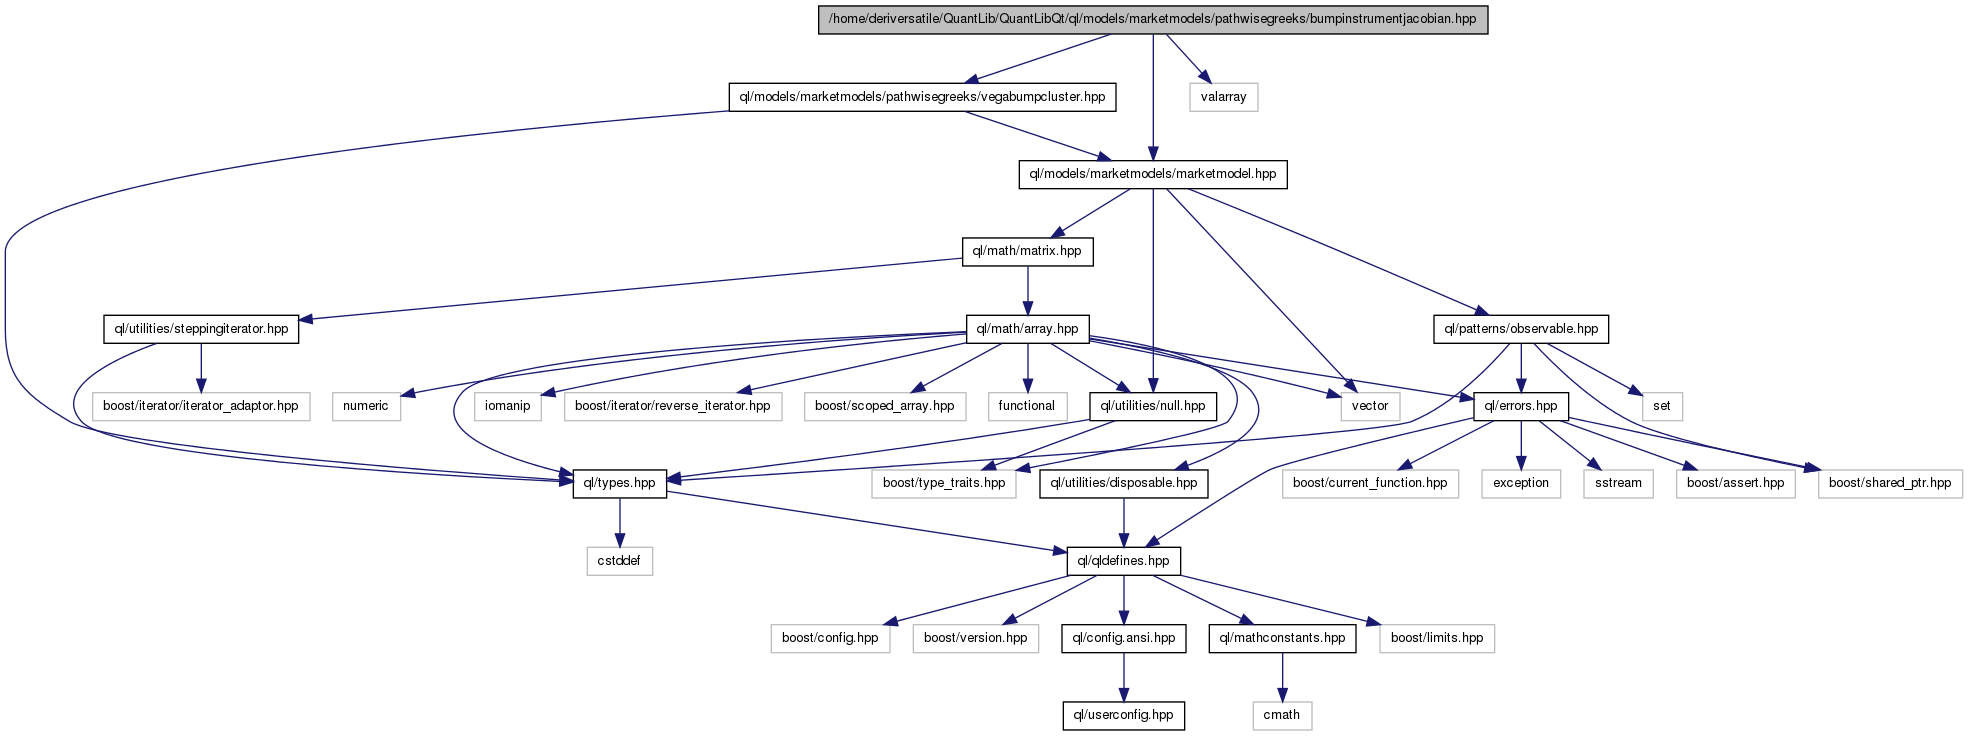 /home/deriversatile/QuantLib/QuantLibQt/ql/models/marketmodels/pathwisegreeks/bumpinstrumentjacobian.hpp
ql/models/marketmodels/pathwisegreeks/vegabumpcluster.hpp
valarray
ql/models/marketmodels/marketmodel.hpp
ql/math/matrix.hpp
ql/utilities/steppingiterator.hpp
ql/math/array.hpp
ql/patterns/observable.hpp
boost/iterator/iterator_adaptor.hpp
numeric
iomanip
boost/iterator/reverse_iterator.hpp
boost/scoped_array.hpp
functional
ql/utilities/null.hpp
vector
ql/errors.hpp
set
ql/types.hpp
boost/type_traits.hpp
ql/utilities/disposable.hpp
boost/current_function.hpp
exception
sstream
boost/assert.hpp
boost/shared_ptr.hpp
cstddef
ql/qldefines.hpp
boost/config.hpp
boost/version.hpp
ql/config.ansi.hpp
ql/mathconstants.hpp
boost/limits.hpp
ql/userconfig.hpp
cmath